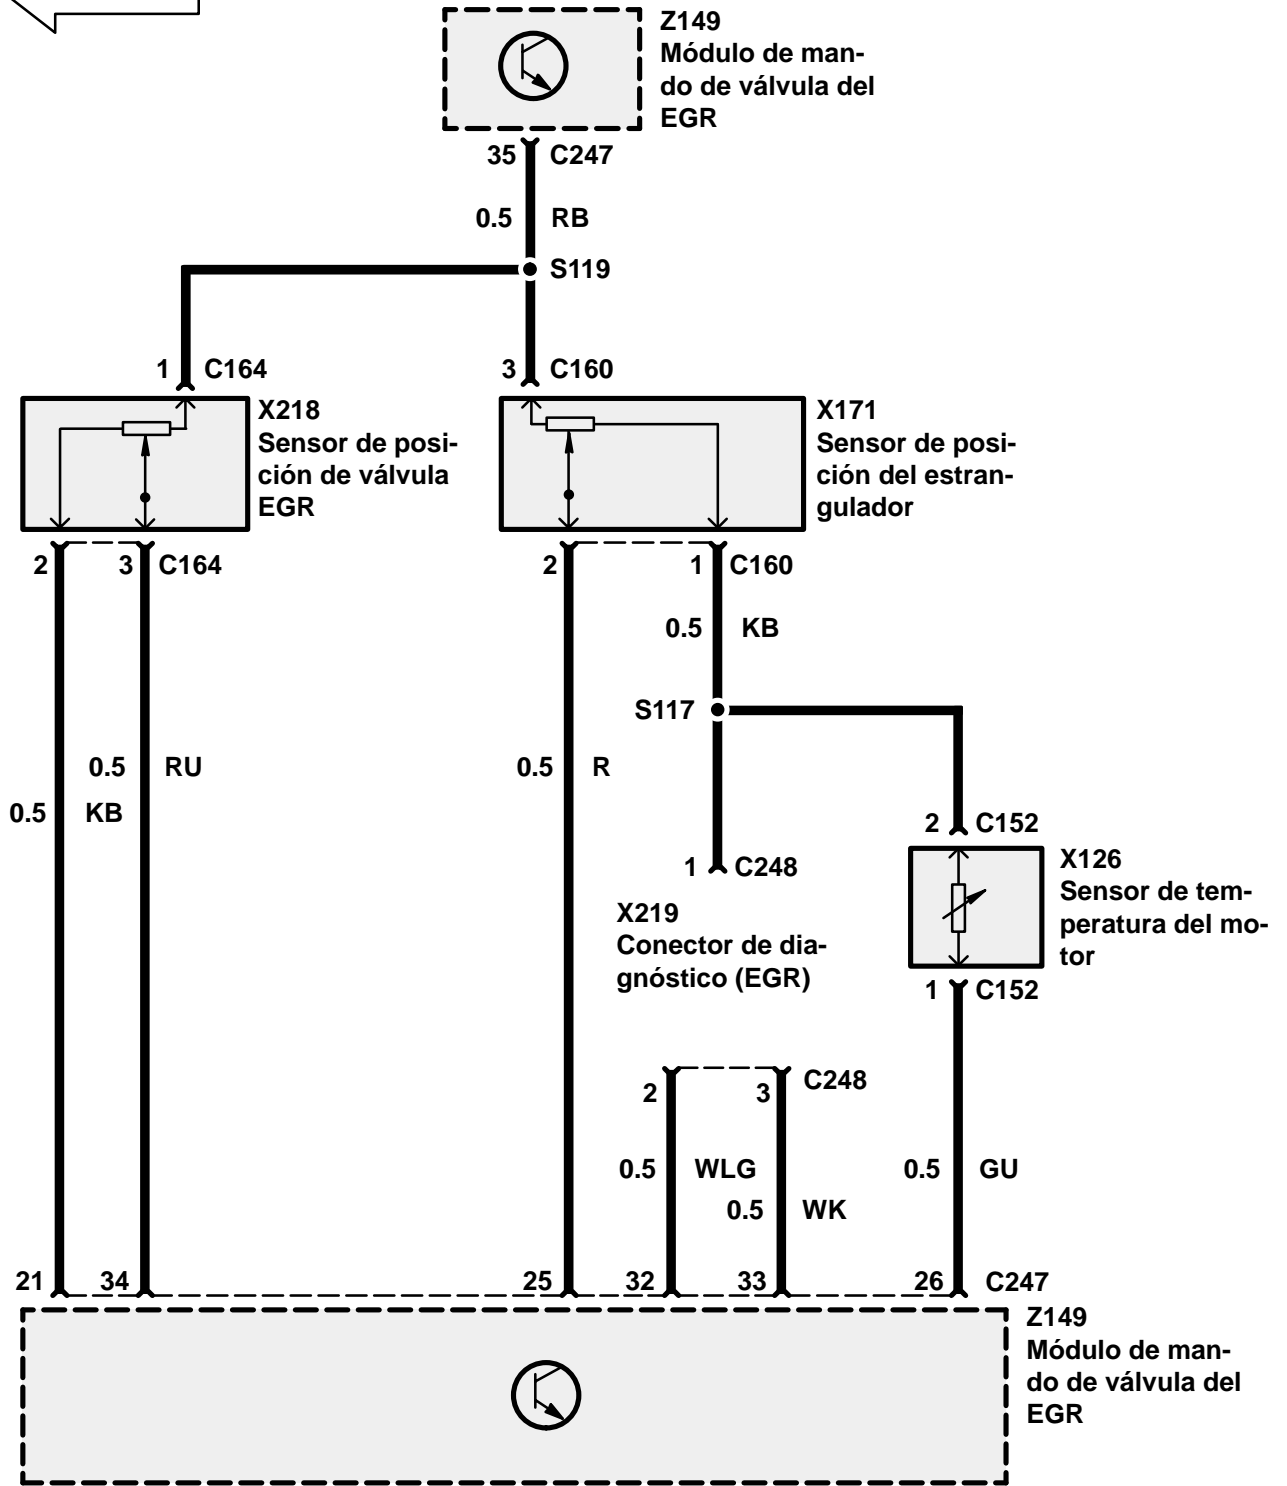 Z149
Módulo de man-
do de válvula del
EGR
35 C247
0.5 RB
S119
1 C164
3 C160
X218
Sensor de posi-
ción de válvula
EGR
X171
Sensor de posi-
ción del estran-
gulador
2 3 C164
2 1 C160
0.5 KB
S117
0.5 RU
0.5 R
0.5 KB
2 C152
1 C248
X126
Sensor de tem-
peratura del mo-
tor
X219
Conector de dia-
gnóstico (EGR)
1 C152
2 3 C248
0.5 WLG
0.5 GU
0.5 WK
21 34 25 32 33 26 C247
Z149
Módulo de man-
do de válvula del
EGR